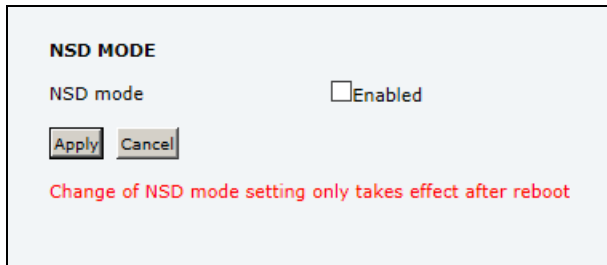 NSD MODE
NSD mode Enabled
Apply Cancel
Change of NSD mode setting only takes effect after reboot